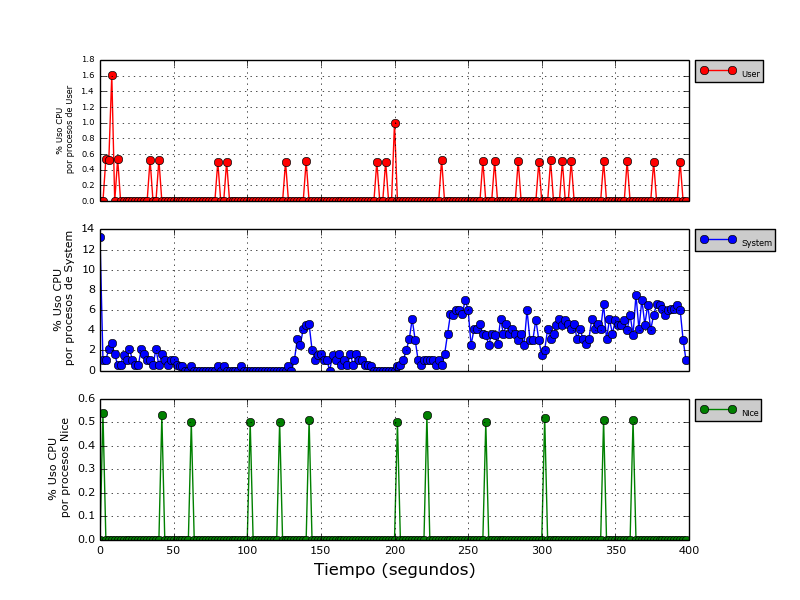 1.8
1.6
1.4
1.2
1.0
0.8
0.6
0.4
0.2
0.0
% Uso CPU
por procesos de User
User
14
12
10
8
6
4
2
0
% Uso CPU
por procesos de System
System
0.6
0.5
0.4
0.3
0.2
0.1
0.0
% Uso CPU
por procesos Nice
Nice
0 50 100 150 200 250 300 350 400
Tiempo (segundos)